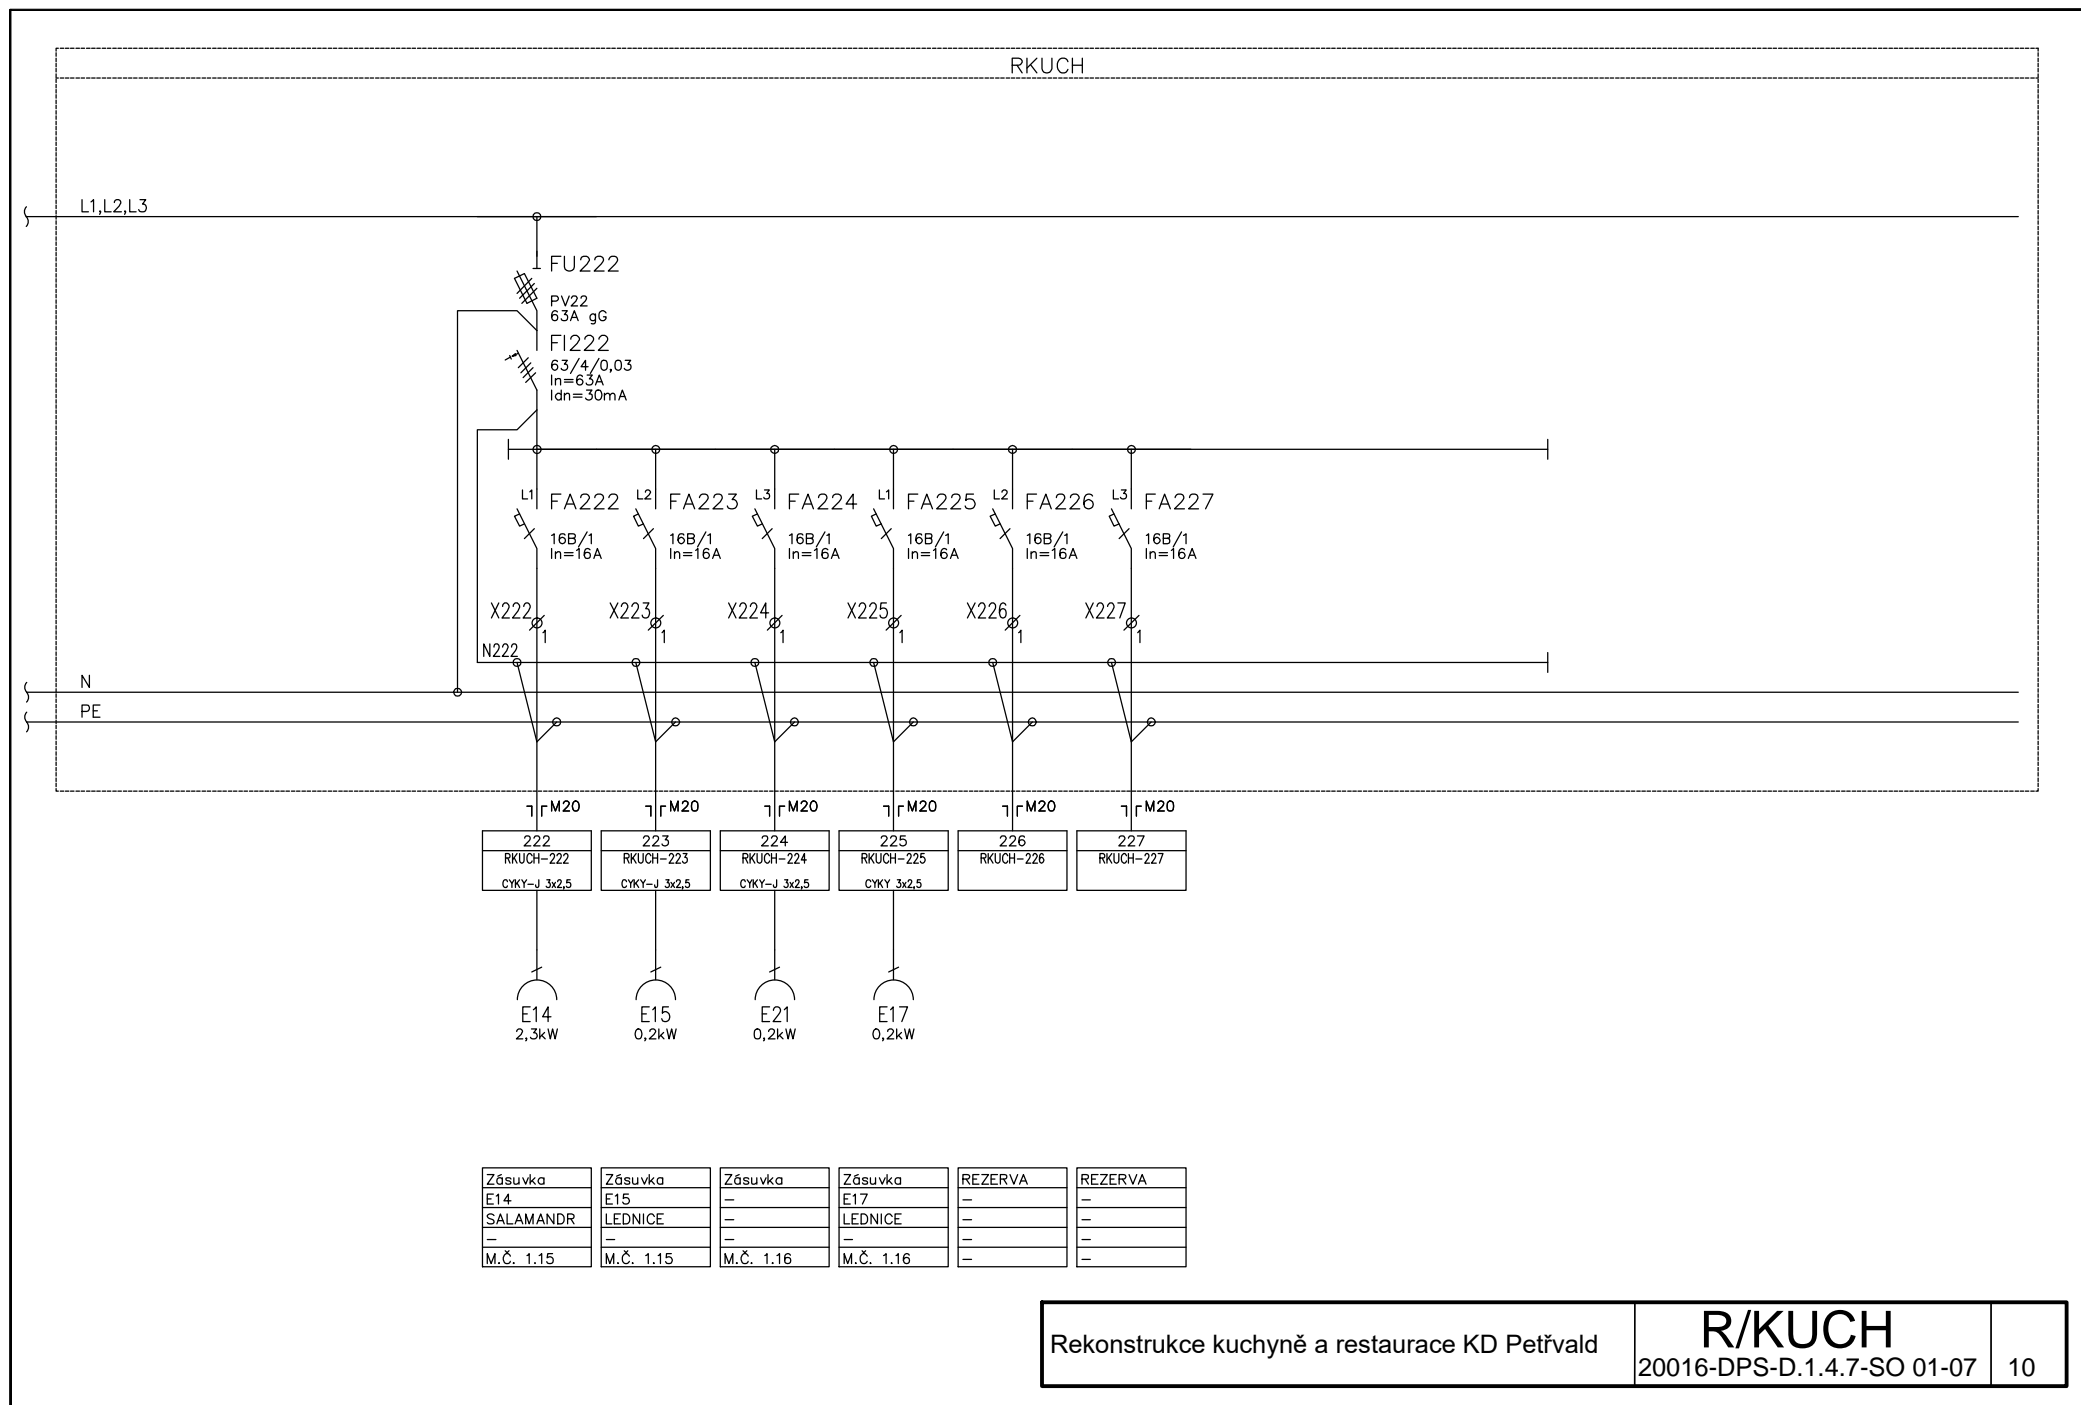 RKUCH
L1,L2,L3
FU222
PV22
63A gG
FI222
63/4/0,03
In=63A
Idn=30mA
L1 FA222 L2 FA223 L3 FA224 L1 FA225 L2 FA226 L3 FA227
16B/1 16B/1 16B/1 16B/1 16B/1 16B/1
In=16A In=16A In=16A In=16A In=16A In=16A
X222 X223 X224 X225 X226 X227
1 1 1 1 1 1
N222
N
PE
M20 M20 M20 M20 M20 M20
222 223 224 225 226 227
RKUCH-222 RKUCH-223 RKUCH-224 RKUCH-225 RKUCH-226 RKUCH-227
CYKY-J 3x2,5 CYKY-J 3x2,5 CYKY-J 3x2,5 CYKY 3x2,5
E14 E15 E21 E17
2,3kW 0,2kW 0,2kW 0,2kW
Zásuvka Zásuvka Zásuvka Zásuvka REZERVA REZERVA
E14 E15 – E17 – –
SALAMANDR LEDNICE – LEDNICE – –
– – – – – –
M.Č. 1.15 M.Č. 1.15 M.Č. 1.16 M.Č. 1.16 – –
Rekonstrukce kuchyně a restaurace KD Petřvald
R/KUCH
20016-DPS-D.1.4.7-SO 01-07
10